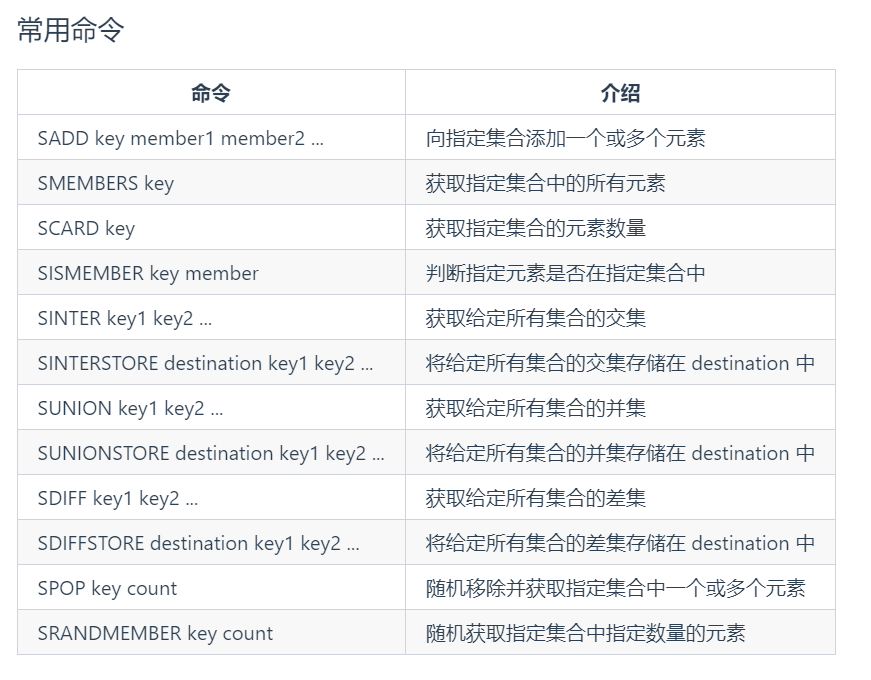 常用命令
命令 介绍
SADD key member1 member2 ... 向指定集合添加一个或多个元素
SMEMBERS key 获取指定集合中的所有元素
SCARD key 获取指定集合的元素数量
SISMEMBER key member 判断指定元素是否在指定集合中
SINTER key1 key2 ... 获取给定所有集合的交集
SINTERSTORE destination key1 key2 ... 将给定所有集合的交集存储在 destination 中
SUNION key1 key2 ... 获取给定所有集合的并集
SUNIONSTORE destination key1 key2 ... 将给定所有集合的并集存储在 destination 中
SDIFF key1 key2 ... 获取给定所有集合的差集
SDIFFSTORE destination key1 key2 ... 将给定所有集合的差集存储在 destination 中
SPOP key count 随机移除并获取指定集合中一个或多个元素
SRANDMEMBER key count 随机获取指定集合中指定数量的元素